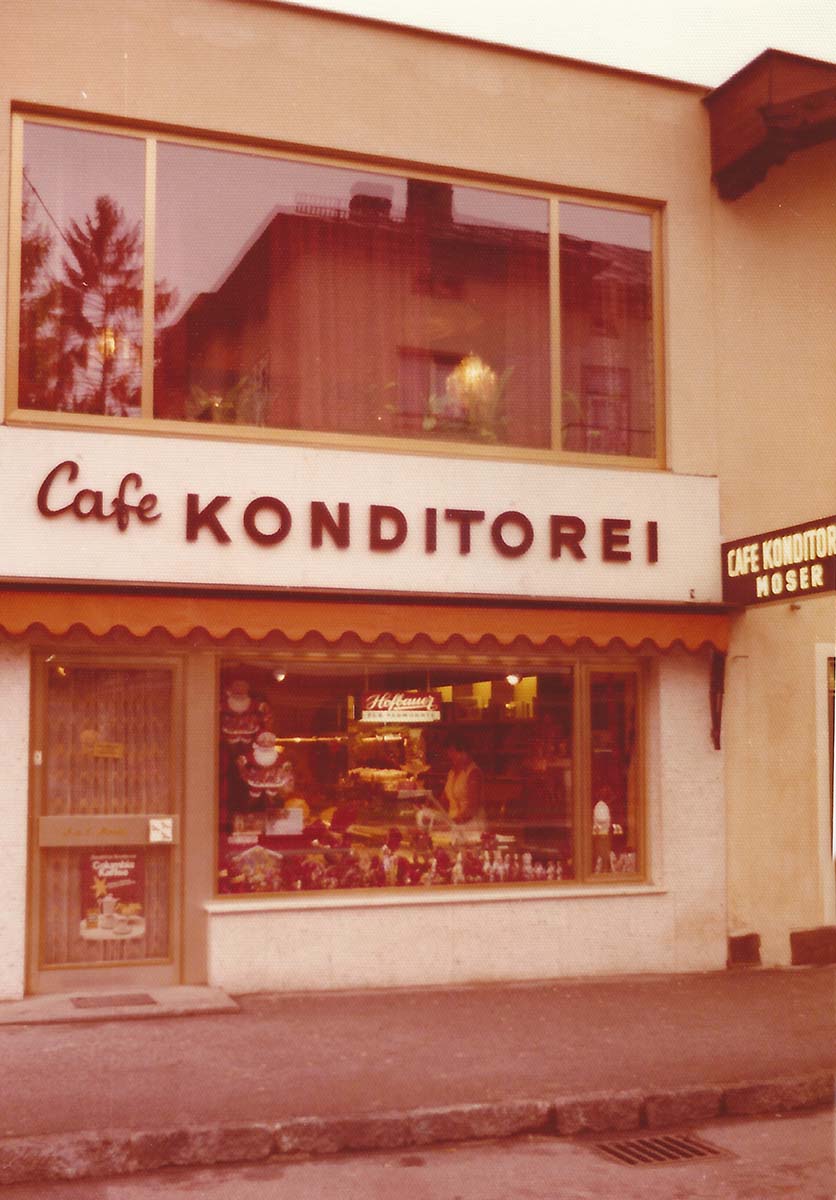 Cafe KONDITOREI
CAFE KONDITOR
MOSER
Hofbauer
Columbia
Kaffee